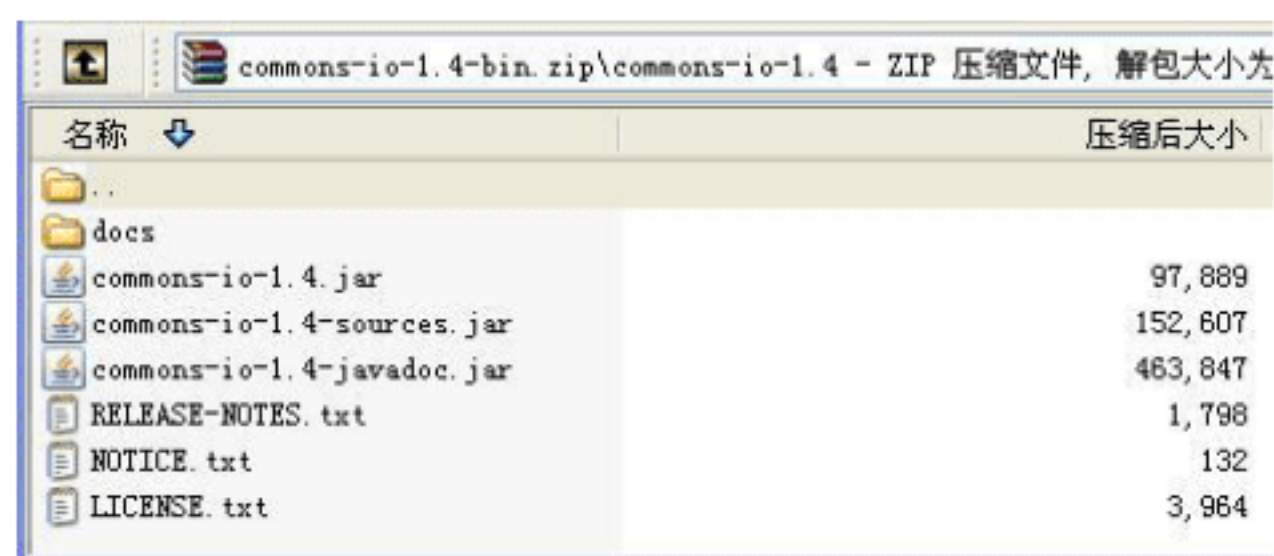 commons-io-1.4-bin.zip\commons-io-1.4 - ZIP 压缩文件, 解包大小为
名称 压缩后大小
..
docs
commons-io-1.4.jar 97,889
commons-io-1.4-sources.jar 152,607
commons-io-1.4-javadoc.jar 463,847
RELEASE-NOTES.txt 1,798
NOTICE.txt 132
LICENSE.txt 3,964